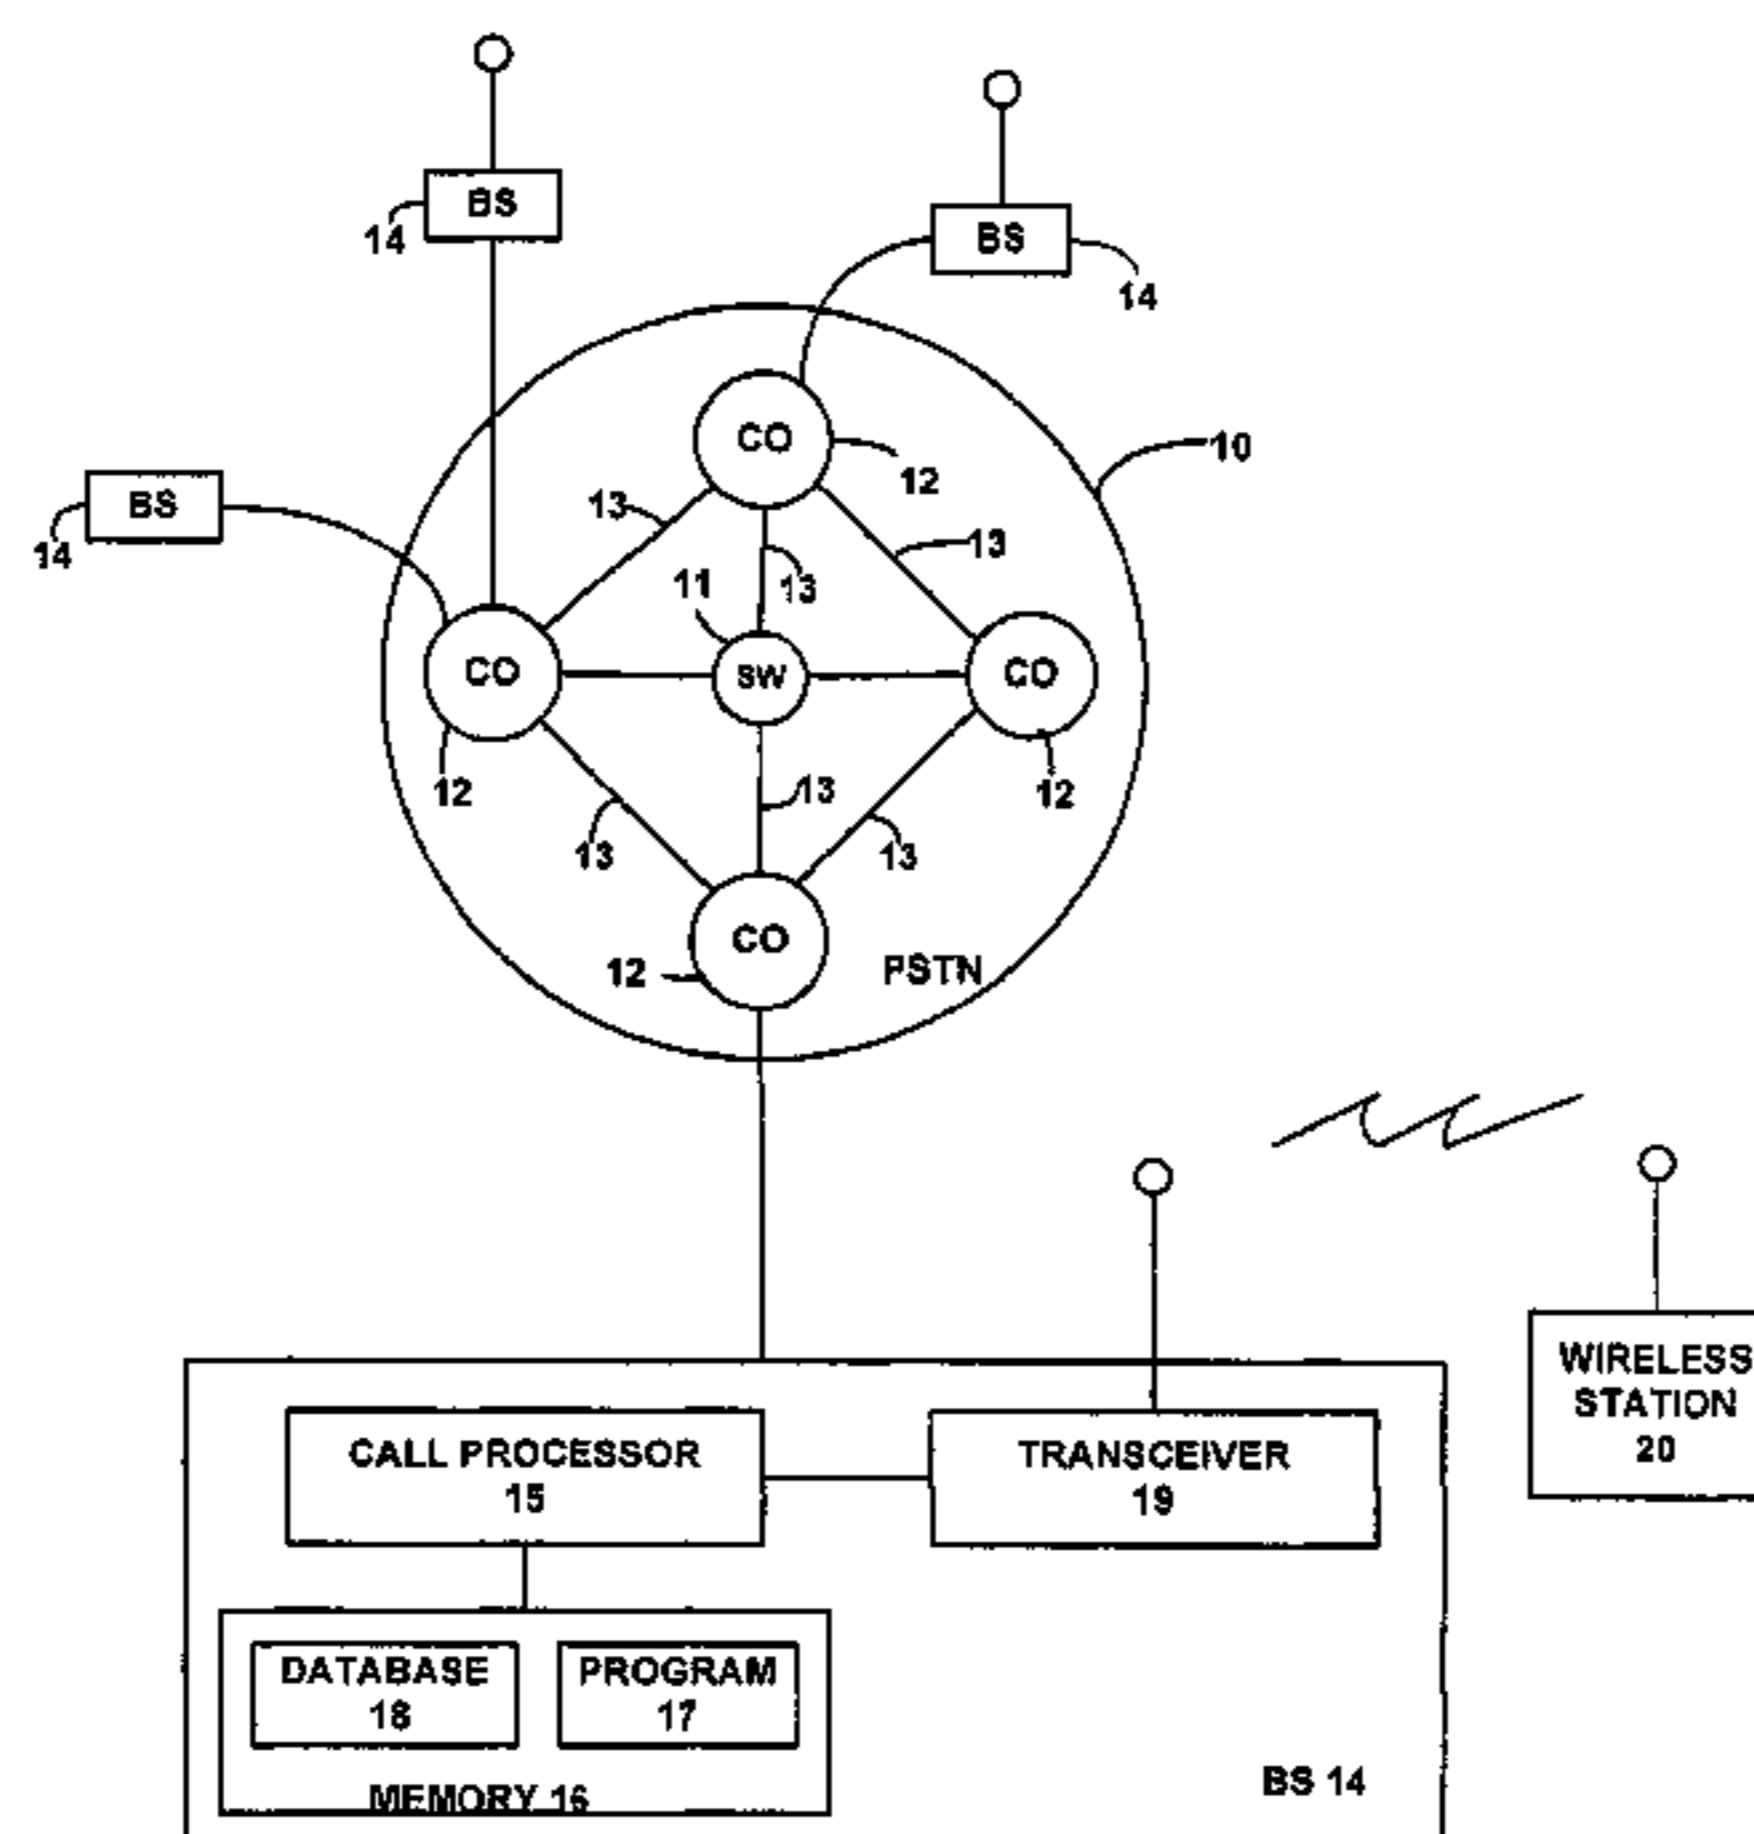 BS
14
BS
14
CO
10
12
BS
13
13
14
11
13
CO
SW
CO
12
13
12
13
13
CO
12
PSTN
WIRELESS
STATION
20
CALL PROCESSOR
15
TRANSCEIVER
19
DATABASE
18
PROGRAM
17
MEMORY 16
BS 14